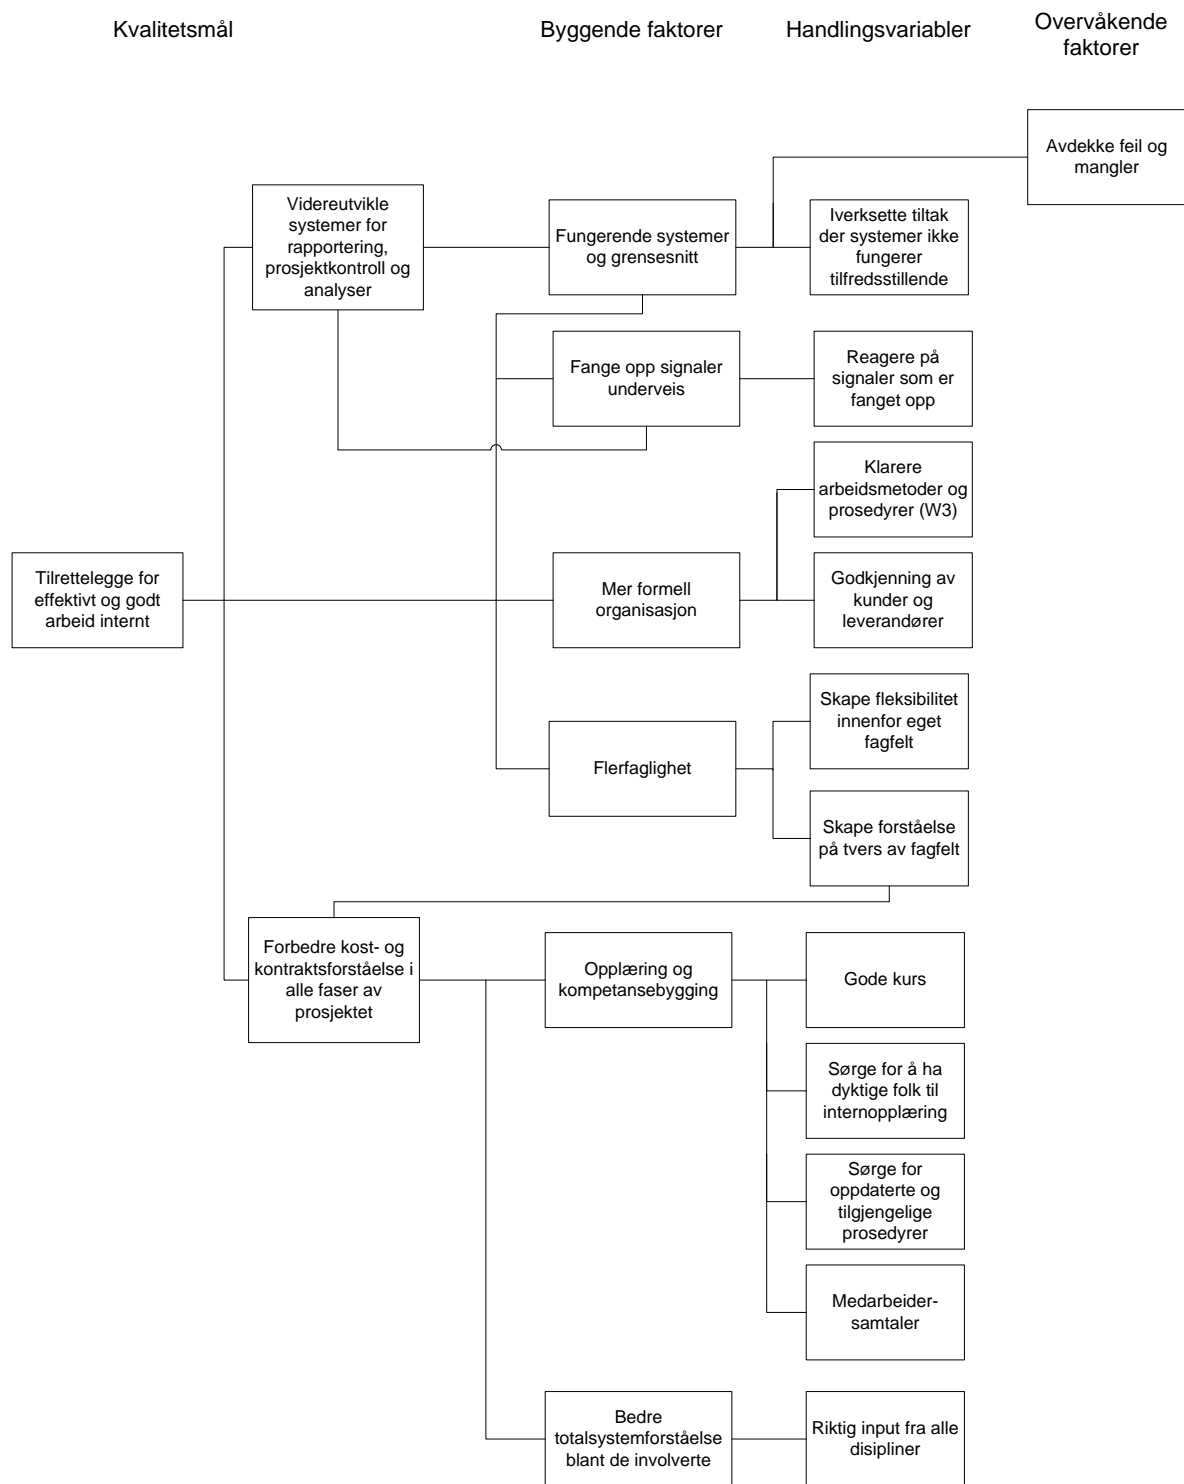 Kvalitetsmål
Byggende faktorer
Handlingsvariabler
Overvåkende
faktorer
Avdekke feil og
mangler
Videreutvikle
systemer for
rapportering,
prosjektkontroll og
analyser
Fungerende systemer
og grensesnitt
Iverksette tiltak
der systemer ikke
fungerer
tilfredsstillende
Fange opp signaler
underveis
Reagere på
signaler som er
fanget opp
Klarere
arbeidsmetoder og
prosedyrer (W3)
Tilrettelegge for
effektivt og godt
arbeid internt
Mer formell
organisasjon
Godkjenning av
kunder og
leverandører
Skape fleksibilitet
innenfor eget
fagfelt
Flerfaglighet
Skape forståelse
på tvers av fagfelt
Forbedre kost- og
kontraktsforståelse i
alle faser av
prosjektet
Opplæring og
kompetansebygging
Gode kurs
Sørge for å ha
dyktige folk til
internopplæring
Sørge for
oppdaterte og
tilgjengelige
prosedyrer
Medarbeider-
samtaler
Bedre
totalsystemforståelse
blant de involverte
Riktig input fra alle
disipliner